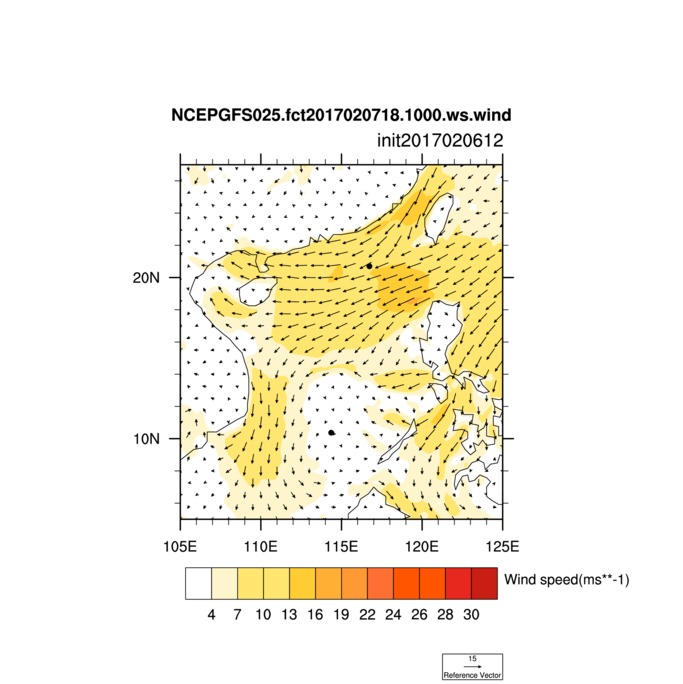 NCEPGFS025.fct2017020718.1000.ws.wind
init2017020612
20N
10N
105E 110E 115E 120E 125E
Wind speed(ms**-1)
4 7 10 13 16 19 22 24 26 28 30
15
Reference Vector